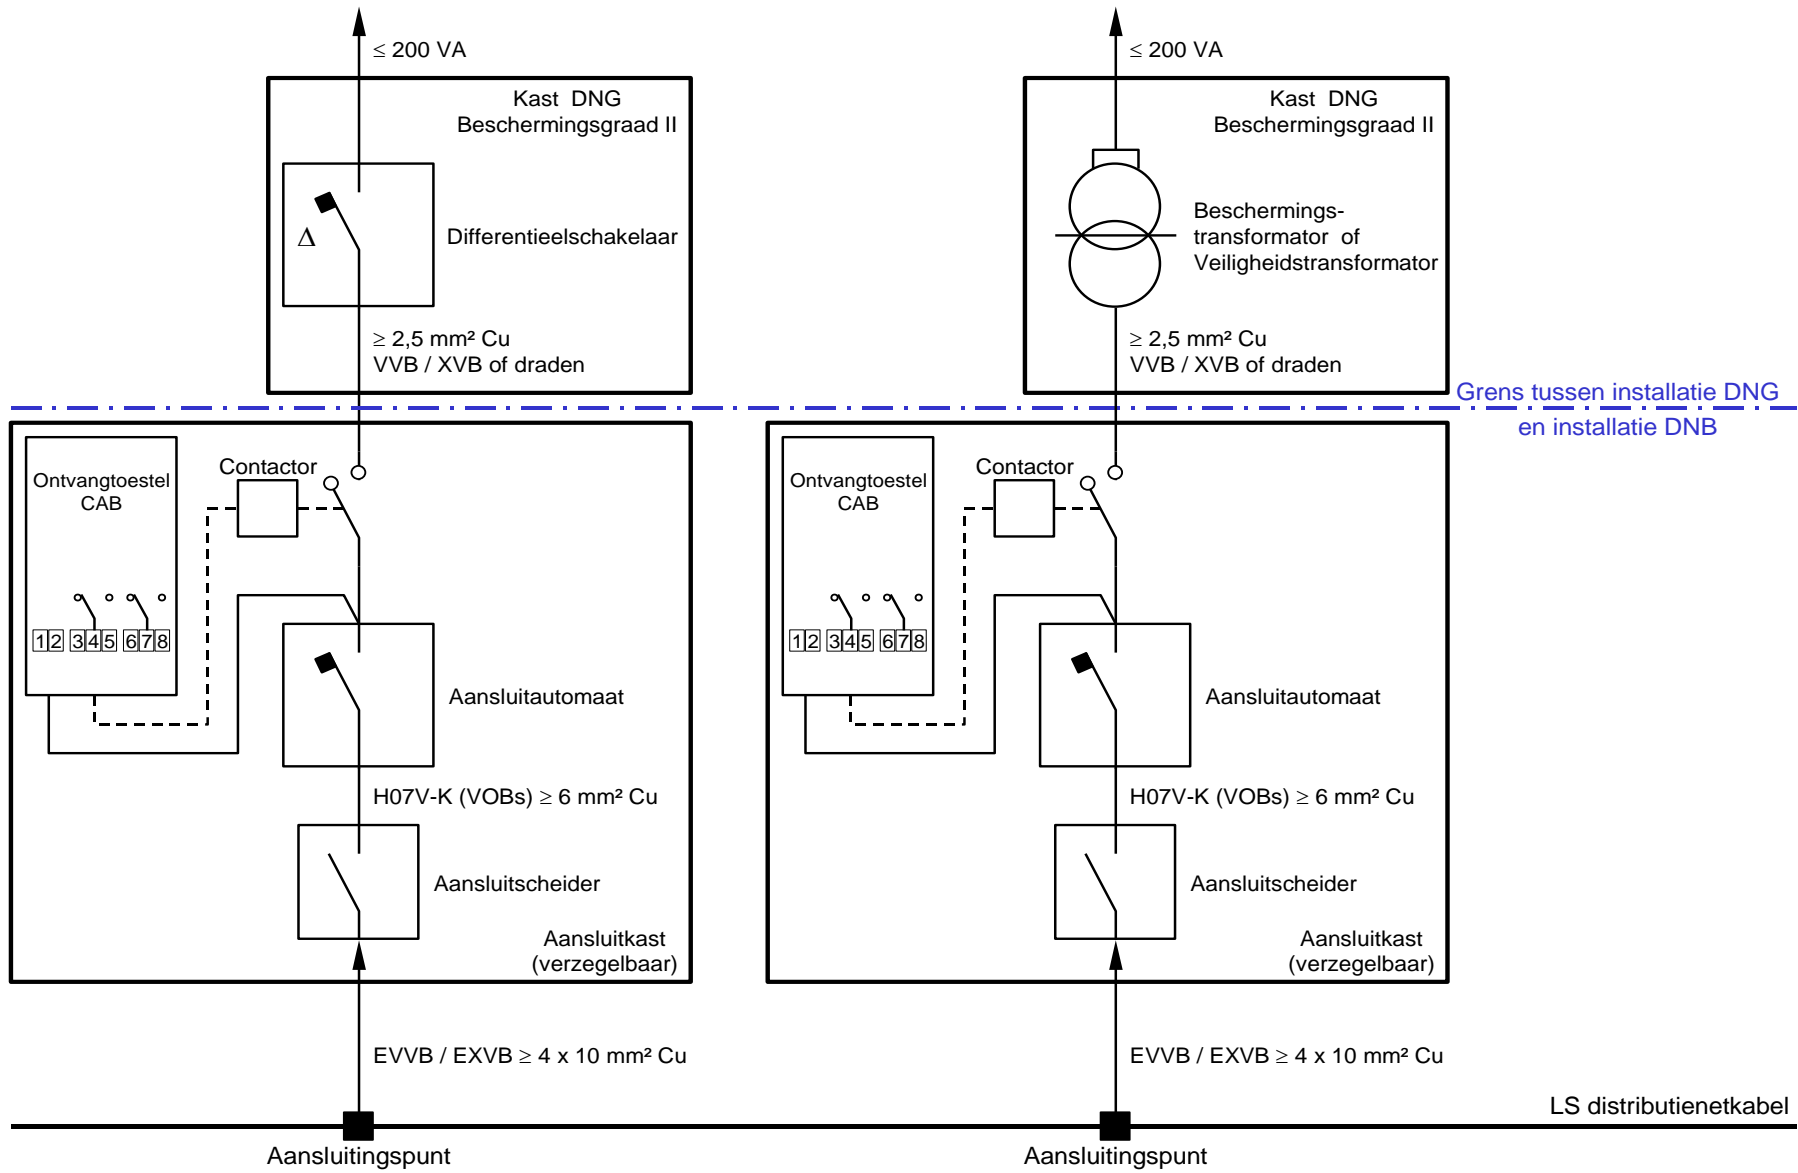 ≤ 200 VA
Kast DNG
Beschermingsgraad II
Δ
Differentieelschakelaar
≥ 2,5 mm² Cu
VVB / XVB of draden
≤ 200 VA
Kast DNG
Beschermingsgraad II
Beschermings-
transformator of
Veiligheidstransformator
≥ 2,5 mm² Cu
VVB / XVB of draden
Grens tussen installatie DNG
en installatie DNB
Ontvangtoestel
CAB
Contactor
1 2 3 4 5 6 7 8
Aansluitautomaat
H07V-K (VOBs) ≥ 6 mm² Cu
Aansluitscheider
Aansluitkast
(verzegelbaar)
Ontvangtoestel
CAB
Contactor
1 2 3 4 5 6 7 8
Aansluitautomaat
H07V-K (VOBs) ≥ 6 mm² Cu
Aansluitscheider
Aansluitkast
(verzegelbaar)
EVVB / EXVB ≥ 4 x 10 mm² Cu
EVVB / EXVB ≥ 4 x 10 mm² Cu
LS distributienetkabel
Aansluitingspunt
Aansluitingspunt